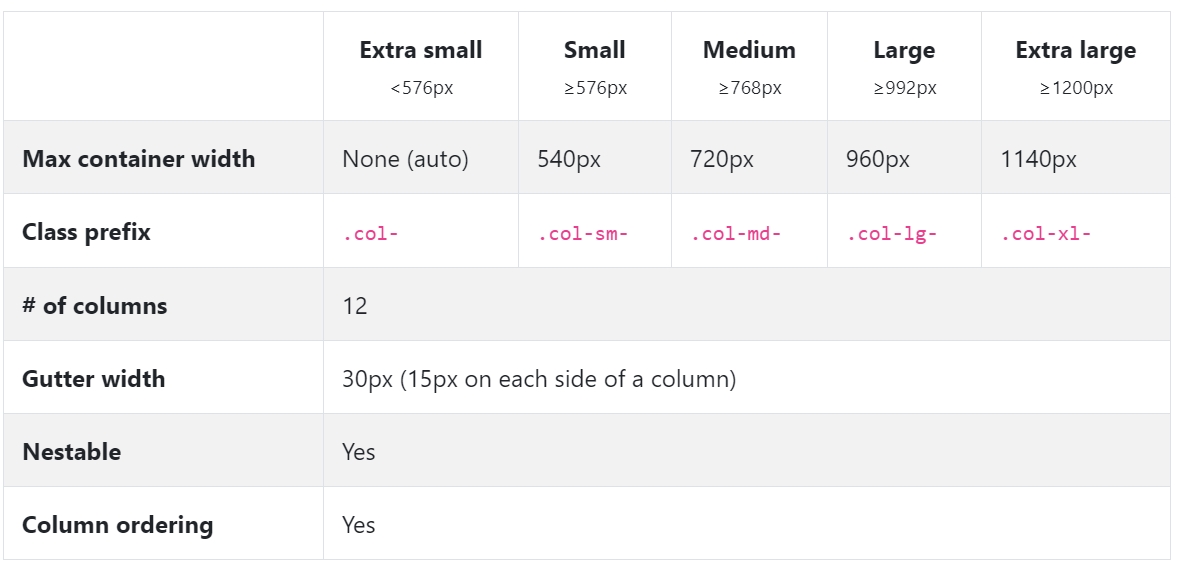 Extra small Small Medium Large Extra large
<576px ≥576px ≥768px ≥992px ≥1200px
Max container width None (auto) 540px 720px 960px 1140px
Class prefix .col- .col-sm- .col-md- .col-lg- .col-xl-
# of columns 12
Gutter width 30px (15px on each side of a column)
Nestable Yes
Column ordering Yes